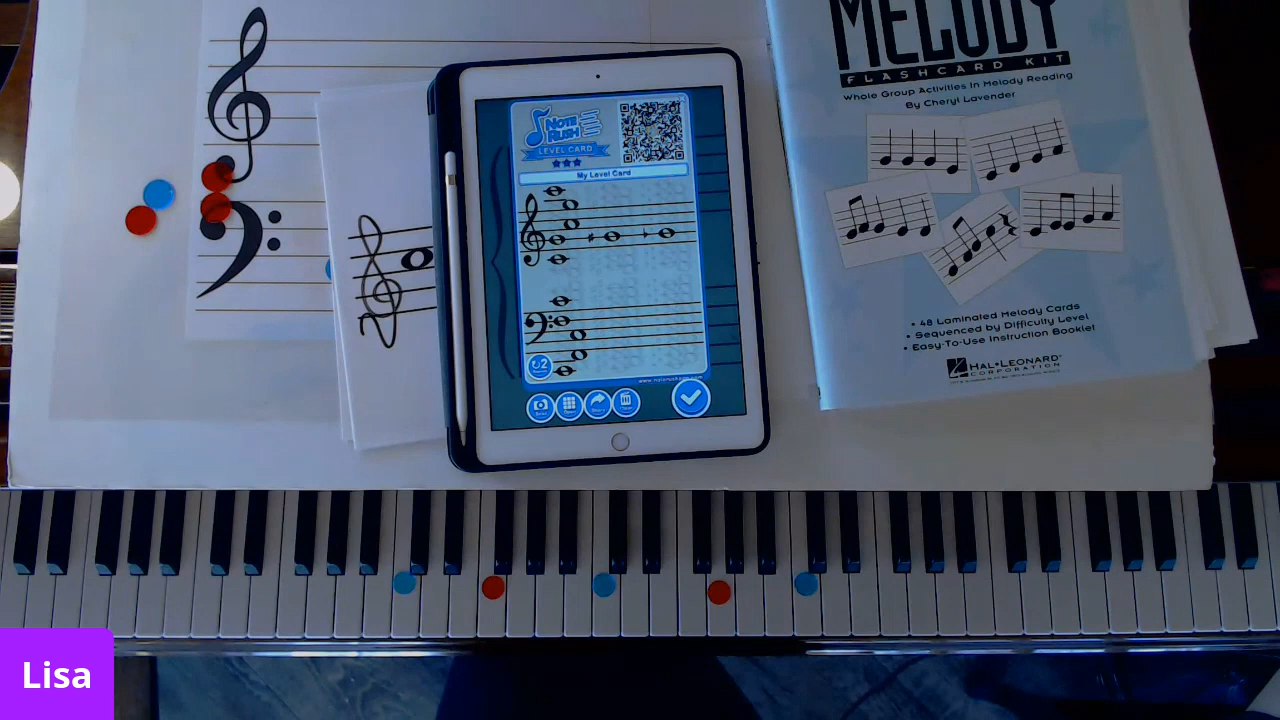 MELODY
FLASHCARD KIT
Whole Group Activities in Melody Reading
By Cheryl Lavender
• 48 Laminated Melody Cards
• Sequenced by Difficulty Level
• Easy-To-Use Instruction Booklet
HAL•LEONARD®
CORPORATION
NOTE
RUSH
LEVEL CARD
My Level Card
Lisa